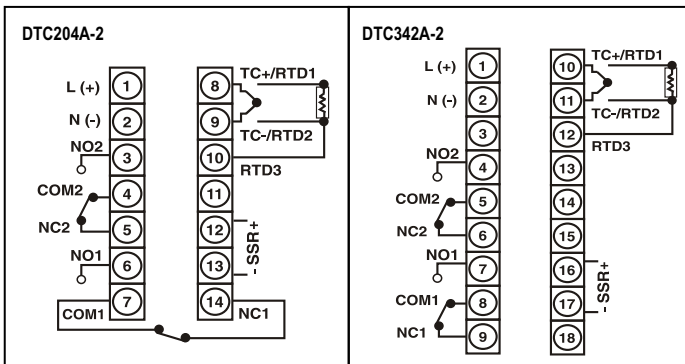 DTC204A-2
L (+)
1
N (-)
2
NO2
3
COM2
4
NC2
5
NO1
6
COM1
7
8
TC+/RTD1
9
TC-/RTD2
10
RTD3
11
12
13
- SSR+
14
NC1
DTC342A-2
L (+)
1
N (-)
2
3
NO2
4
COM2
5
NC2
6
NO1
7
COM1
8
NC1
9
TC+/RTD1
10
11
TC-/RTD2
12
RTD3
13
14
15
16
17
- SSR+
18